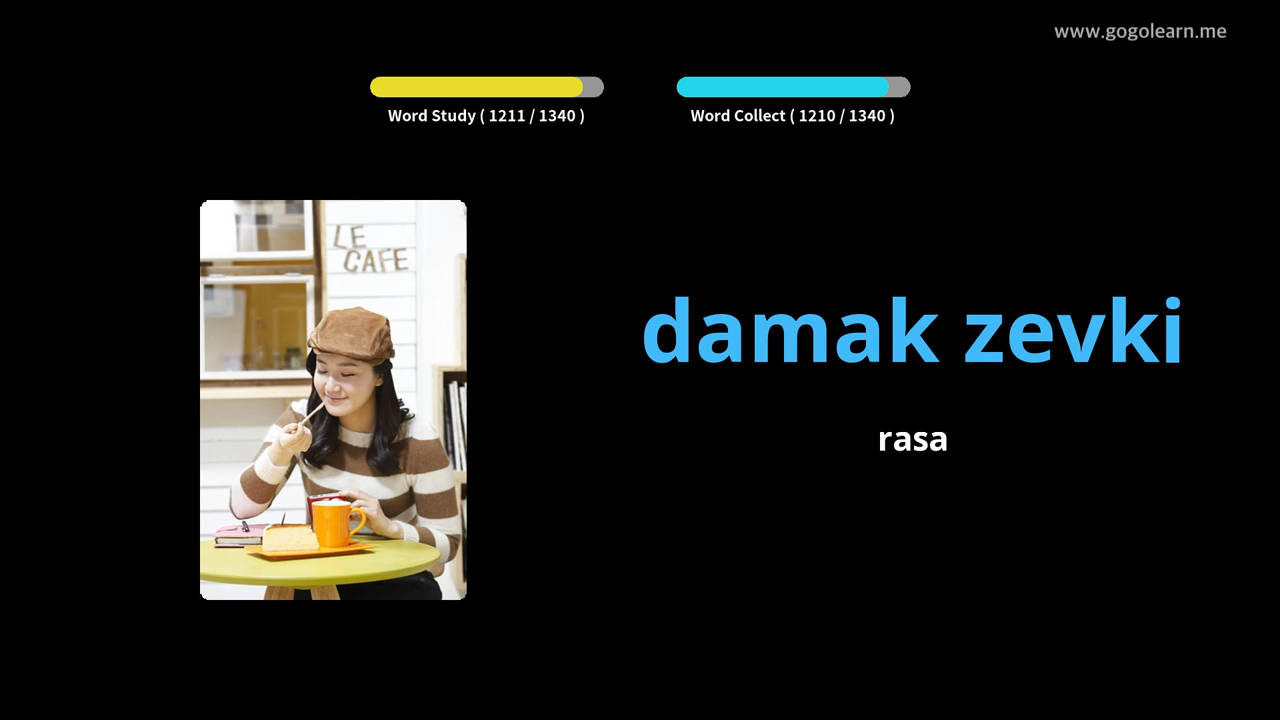 www.gogolearn.me
Word Study ( 1211 / 1340 )
Word Collect ( 1210 / 1340 )
LE
CAFE
damak zevki
rasa